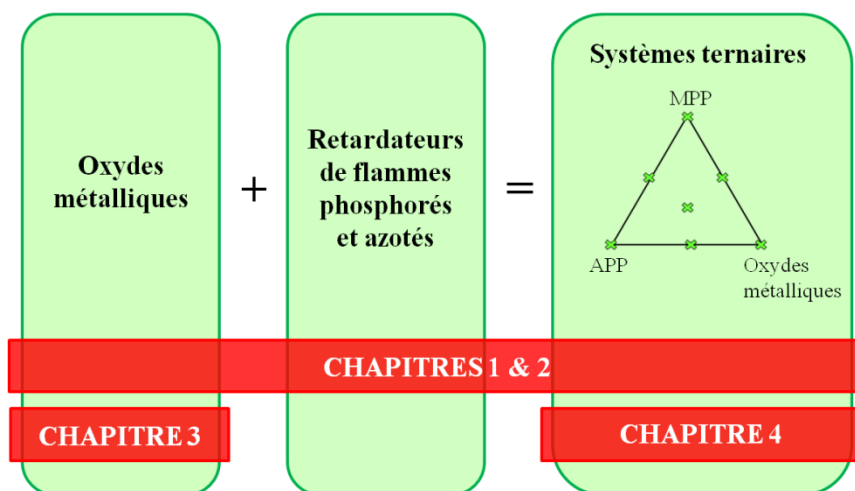 Oxydes
métalliques
+
Retardateurs
de flammes
phosphorés
et azotés
=
Systèmes ternaires
MPP
APP
Oxydes
métalliques
CHAPITRES 1 & 2
CHAPITRE 3
CHAPITRE 4